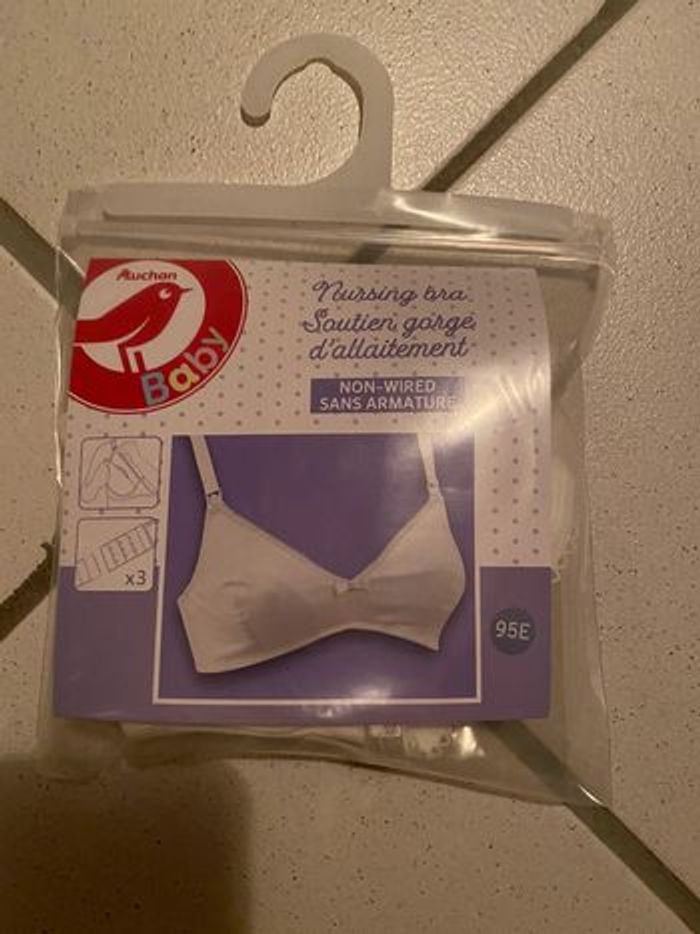 Auchan
Baby
Nursing bra
Soutien gorge
d'allaitement
NON-WIRED
SANS ARMATURE
x3
95E